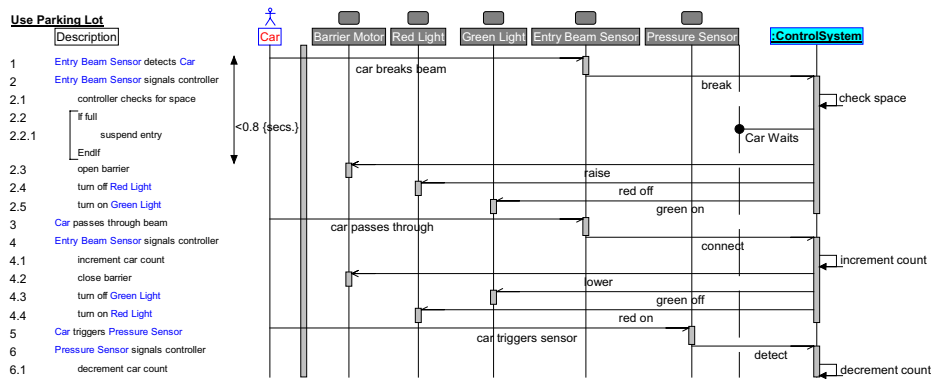 Use Parking Lot
Description
Car
Barrier Motor
Red Light
Green Light
Entry Beam Sensor
Pressure Sensor
:ControlSystem
1 Entry Beam Sensor detects Car
car breaks beam
2 Entry Beam Sensor signals controller
break
2.1 controller checks for space
check space
2.2 If full
<0.8 {secs.}
2.2.1 suspend entry
Car Waits
EndIf
2.3 open barrier
raise
2.4 turn off Red Light
red off
2.5 turn on Green Light
green on
3 Car passes through beam
car passes through
4 Entry Beam Sensor signals controller
connect
4.1 increment car count
increment count
4.2 close barrier
lower
4.3 turn off Green Light
green off
4.4 turn on Red Light
red on
5 Car triggers Pressure Sensor
car triggers sensor
6 Pressure Sensor signals controller
detect
6.1 decrement car count
decrement count